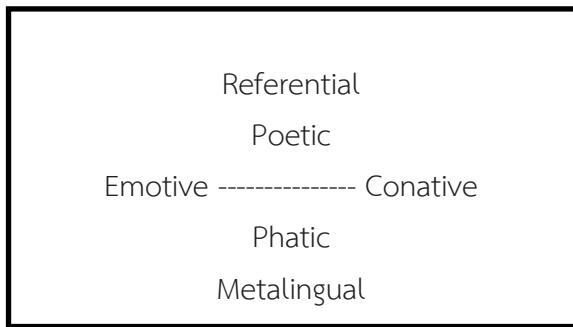 Referential
Poetic
Emotive --------------- Conative
Phatic
Metalingual